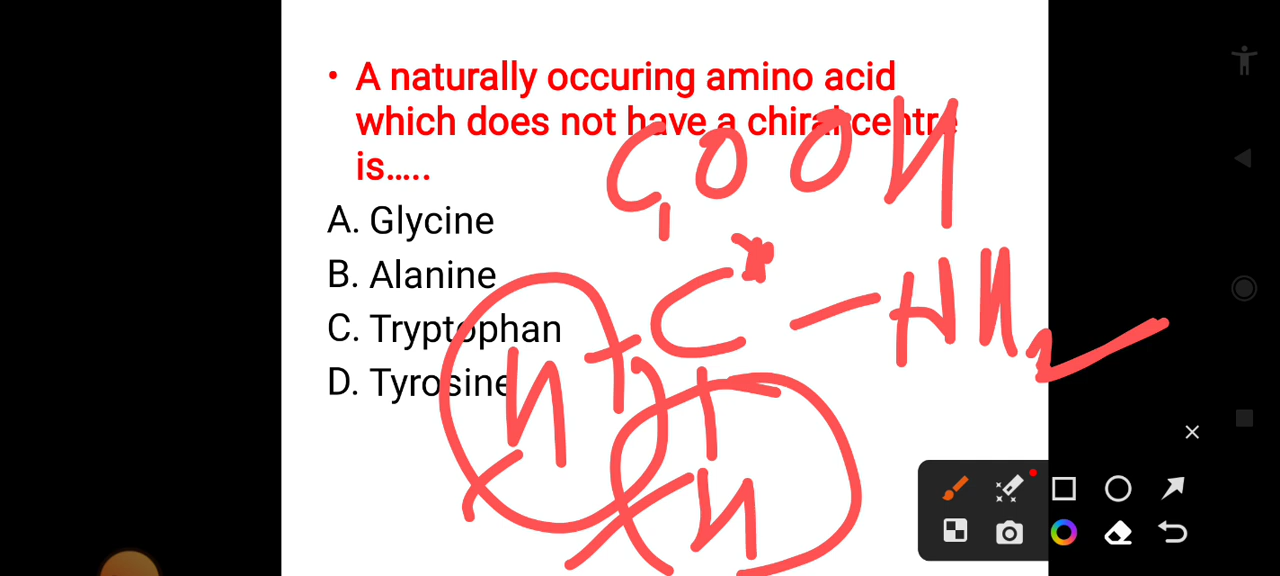 • A naturally occuring amino acid
which does not have a chiral centre
is.....
A. Glycine
B. Alanine
C. Tryptophan
D. Tyrosine
COOH
C* - NH2
H
H